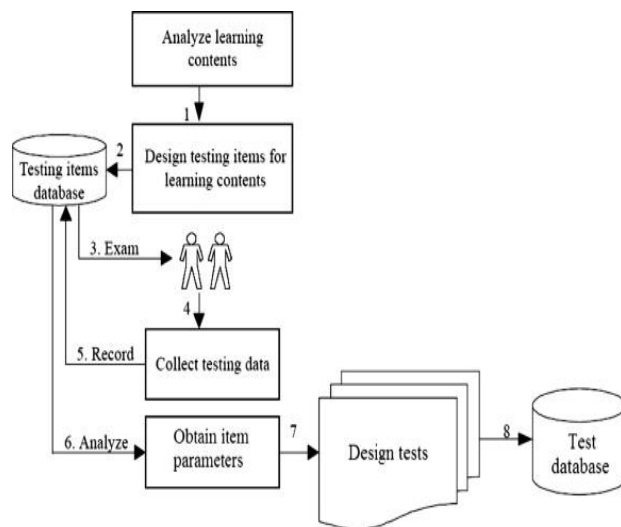 Analyze learning
contents
1
2
Design testing items for
learning contents
Testing items
database
3. Exam
4
5. Record
Collect testing data
6. Analyze
Obtain item
parameters
7
Design tests
8
Test
database